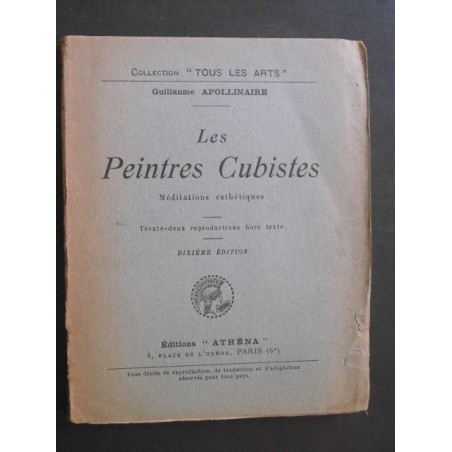 COLLECTION "TOUS LES ARTS"
Guillaume APOLLINAIRE
Les
Peintres Cubistes
Méditations esthétiques
Trente-deux reproductions hors texte
DIXIÈME ÉDITION
Éditions "ATHÉNA"
PLACE DE L'ODÉON, PARIS (6e)
Tous droits de reproduction, de traduction et d'adaptation
réservés pour tous pays.